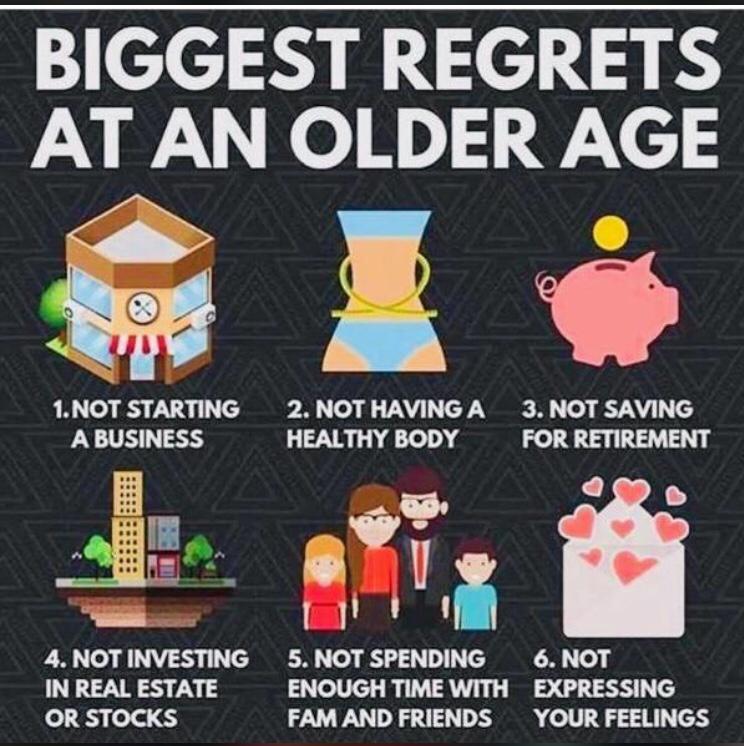 BIGGEST REGRETS
AT AN OLDER AGE
1. NOT STARTING
A BUSINESS
2. NOT HAVING A
HEALTHY BODY
3. NOT SAVING
FOR RETIREMENT
4. NOT INVESTING
IN REAL ESTATE
OR STOCKS
5. NOT SPENDING
ENOUGH TIME WITH
FAM AND FRIENDS
6. NOT
EXPRESSING
YOUR FEELINGS